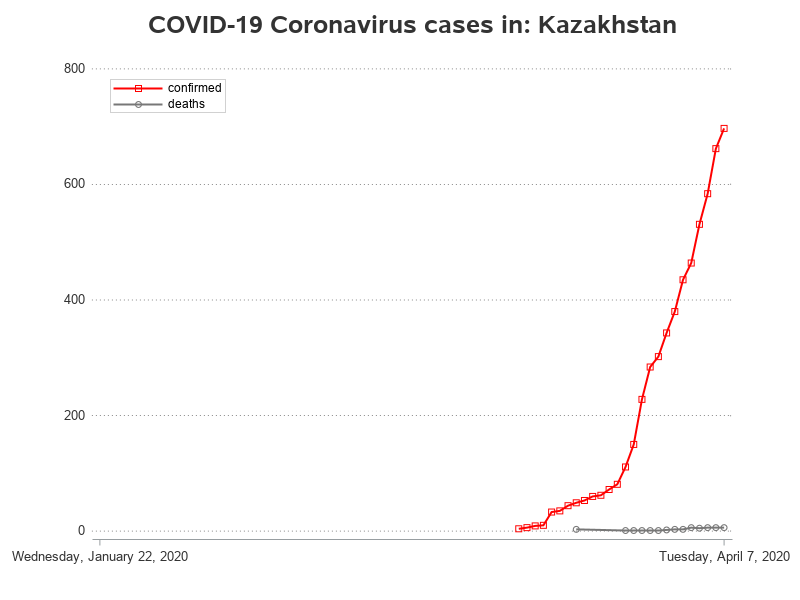 COVID-19 Coronavirus cases in: Kazakhstan
800
confirmed
deaths
600
400
200
0
Wednesday, January 22, 2020
Tuesday, April 7, 2020